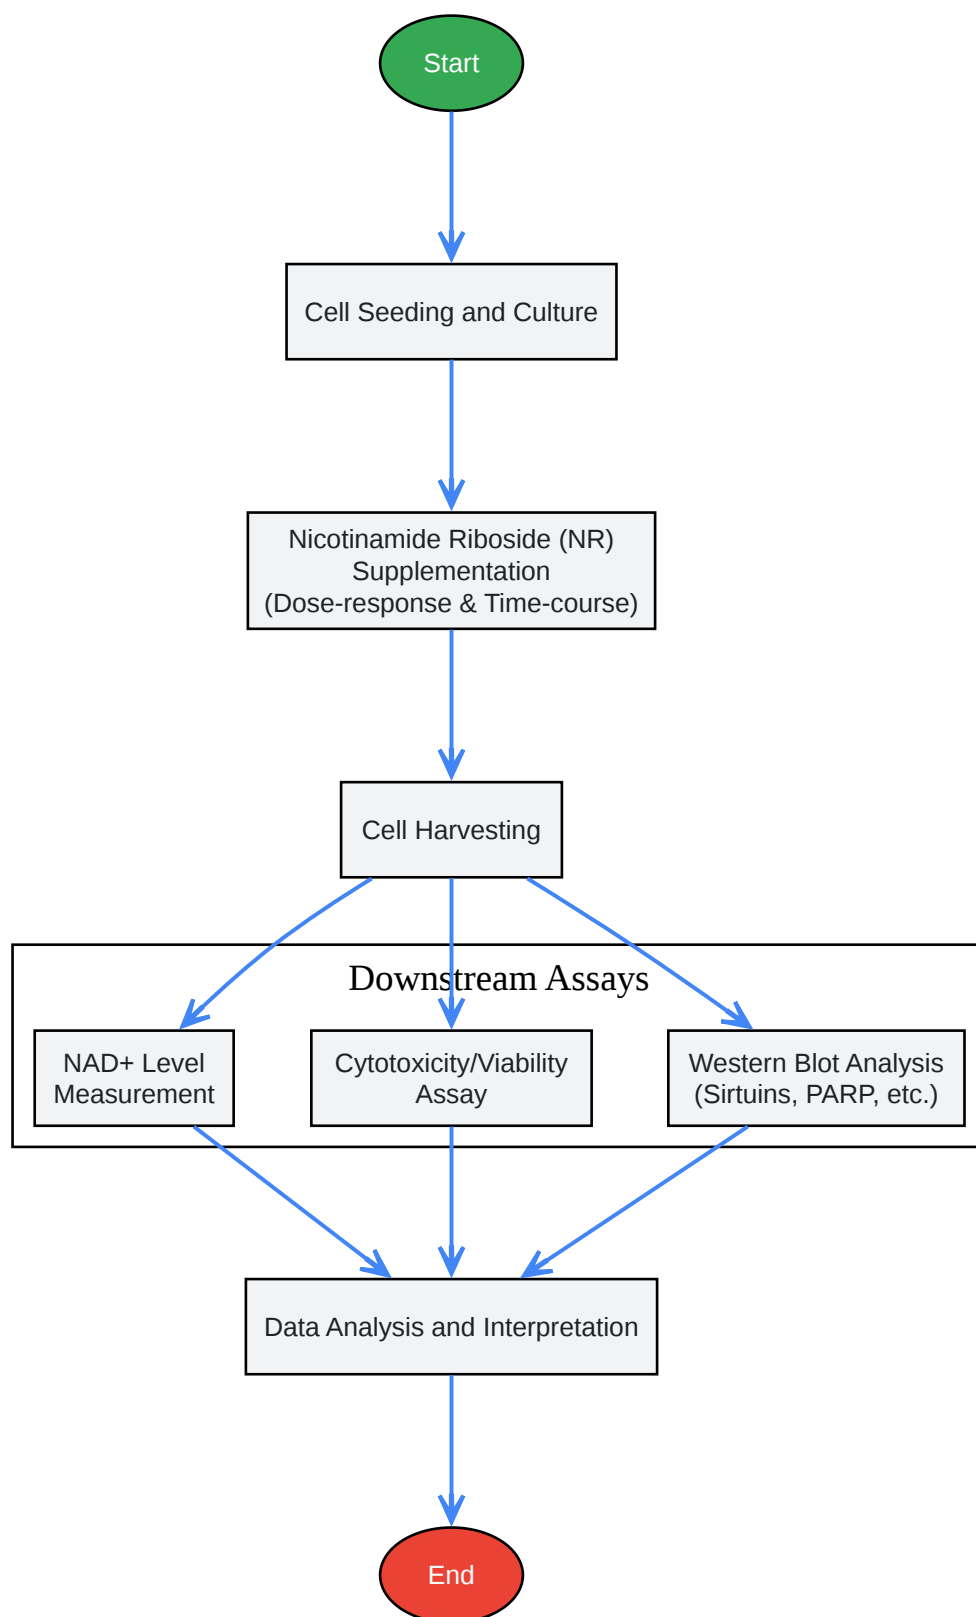 Start
Cell Seeding and Culture
Nicotinamide Riboside (NR)
Supplementation
(Dose-response & Time-course)
Cell Harvesting
Downstream Assays
NAD+ Level
Measurement
Cytotoxicity/Viability
Assay
Western Blot Analysis
(Sirtuins, PARP, etc.)
Data Analysis and Interpretation
End